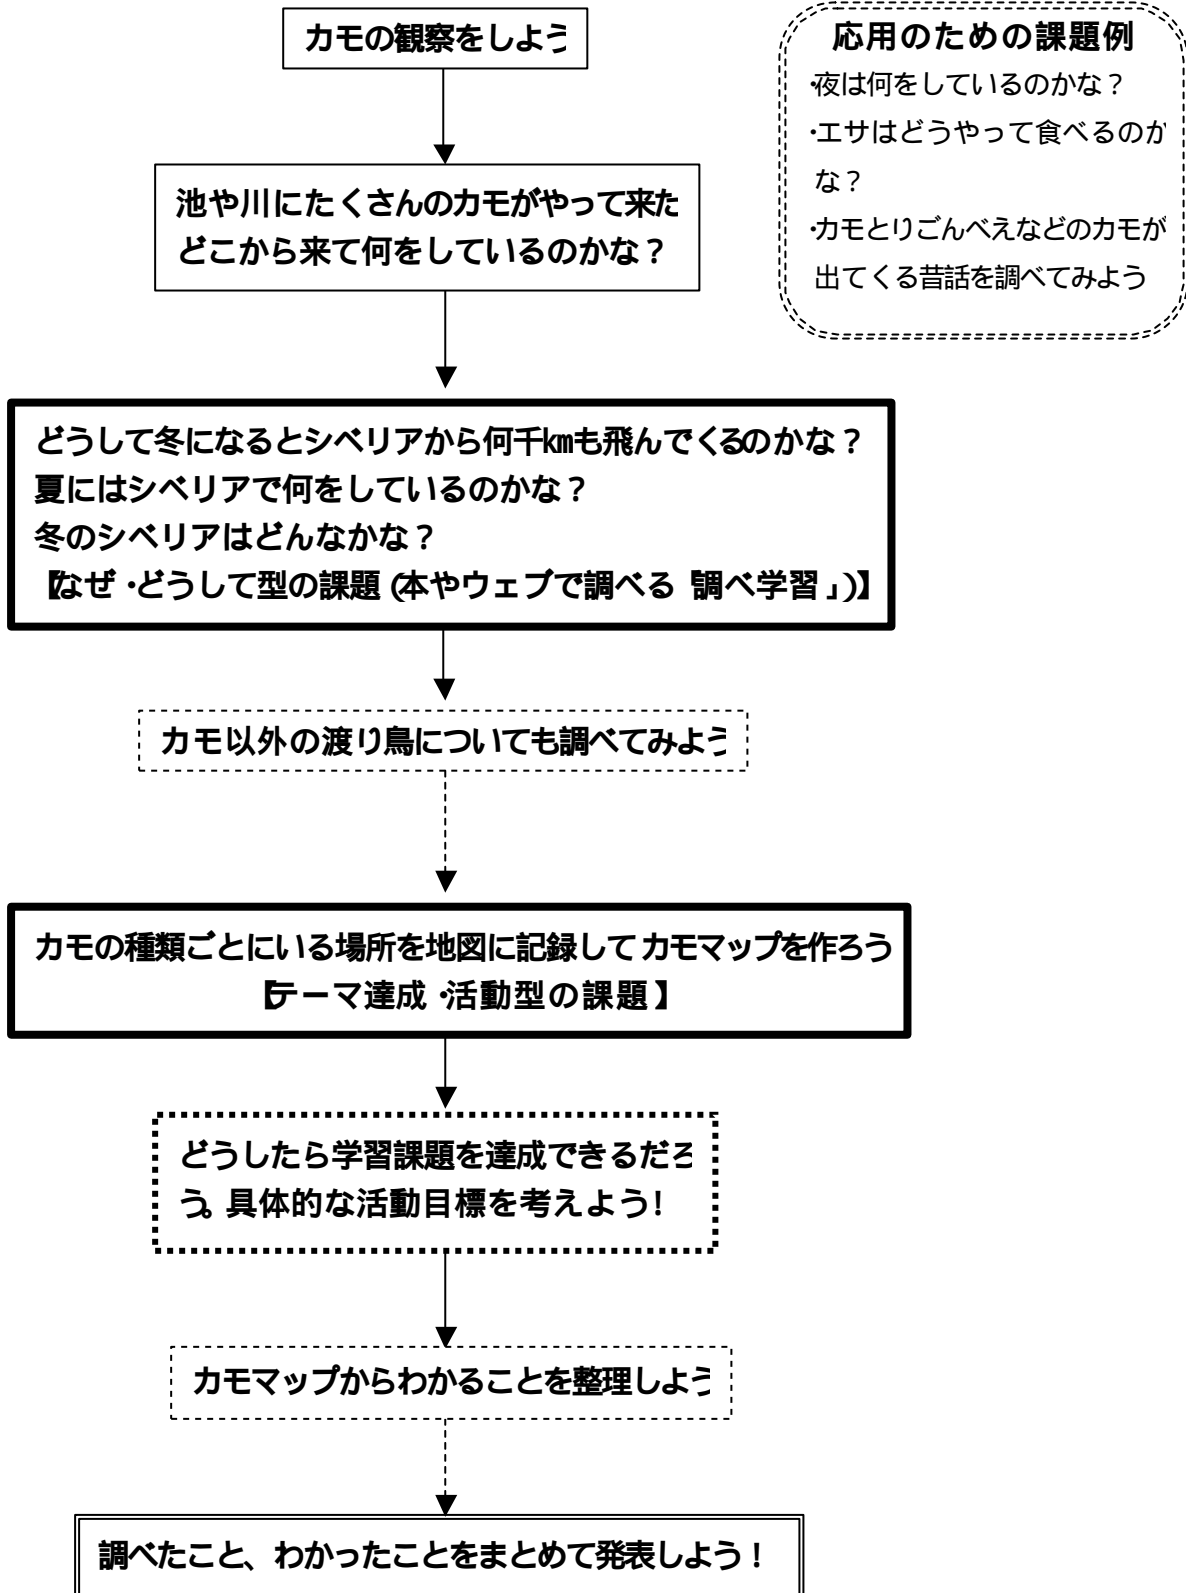 カモの観察をしよう
応用のための課題例
・夜は何をしているのかな？
・エサはどうやって食べるのか
な？
・カモとりごんべえなどのカモが
出てくる昔話を調べてみよう
池や川にたくさんのカモがやって来た
どこから来て何をしているのかな？
どうして冬になるとシベリアから何千kmも飛んでくるのかな？
夏にはシベリアで何をしているのかな？
冬のシベリアはどんなかな？
【なぜ・どうして型の課題（本やウェブで調べる「調べ学習」）】
カモ以外の渡り鳥についても調べてみよう
カモの種類ごとにいる場所を地図に記録してカモマップを作ろう
【テーマ達成・活動型の課題】
どうしたら学習課題を達成できるだろ
う。具体的な活動目標を考えよう！
カモマップからわかることを整理しよう
調べたこと、わかったことをまとめて発表しよう！